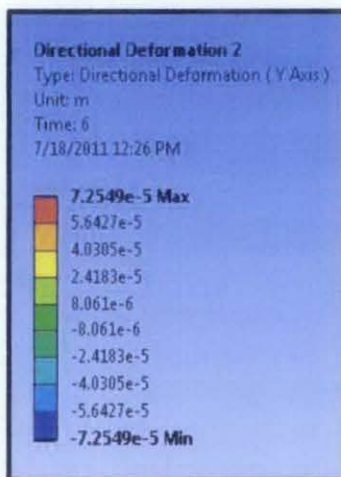 Directional Deformation 2
Type: Directional Deformation ( Y Axis )
Unit: m
Time: 6
7/18/2011 12:26 PM
7.2549e-5 Max
5.6427e-5
4.0305e-5
2.4183e-5
8.061e-6
-8.061e-6
-2.4183e-5
-4.0305e-5
-5.6427e-5
-7.2549e-5 Min